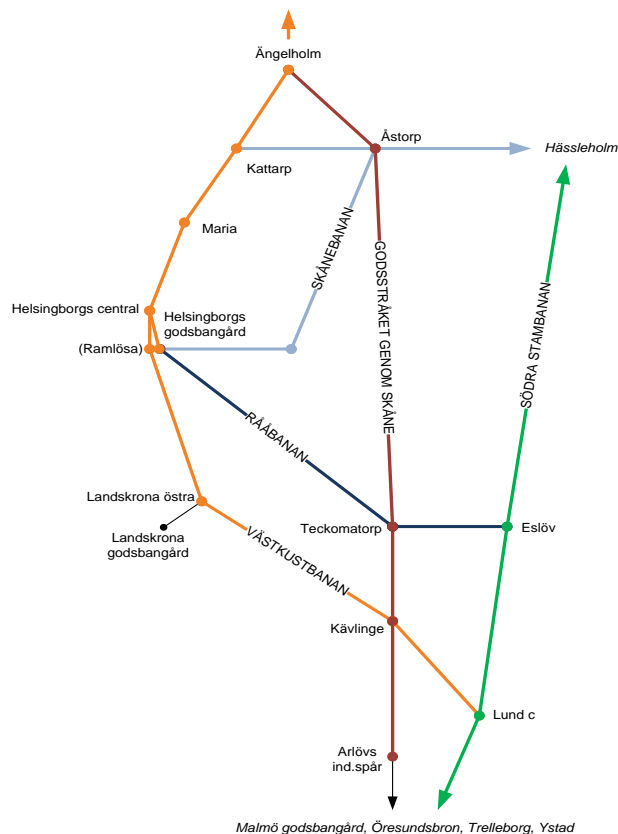 Ängelholm
Åstorp
Hässleholm
Kattarp
Maria
SKÅNEBANAN
GODSSTRÅKET GENOM SKÅNE
SÖDRA STAMBANAN
Helsingborgs central
Helsingborgs
godsbangård
(Ramlösa)
RÅÅBANAN
Landskrona östra
Landskrona
godsbangård
VÄSTKUSTBANAN
Teckomatorp
Eslöv
Kävlinge
Lund c
Arlövs
ind.spår
Malmö godsbangård, Öresundsbron, Trelleborg, Ystad